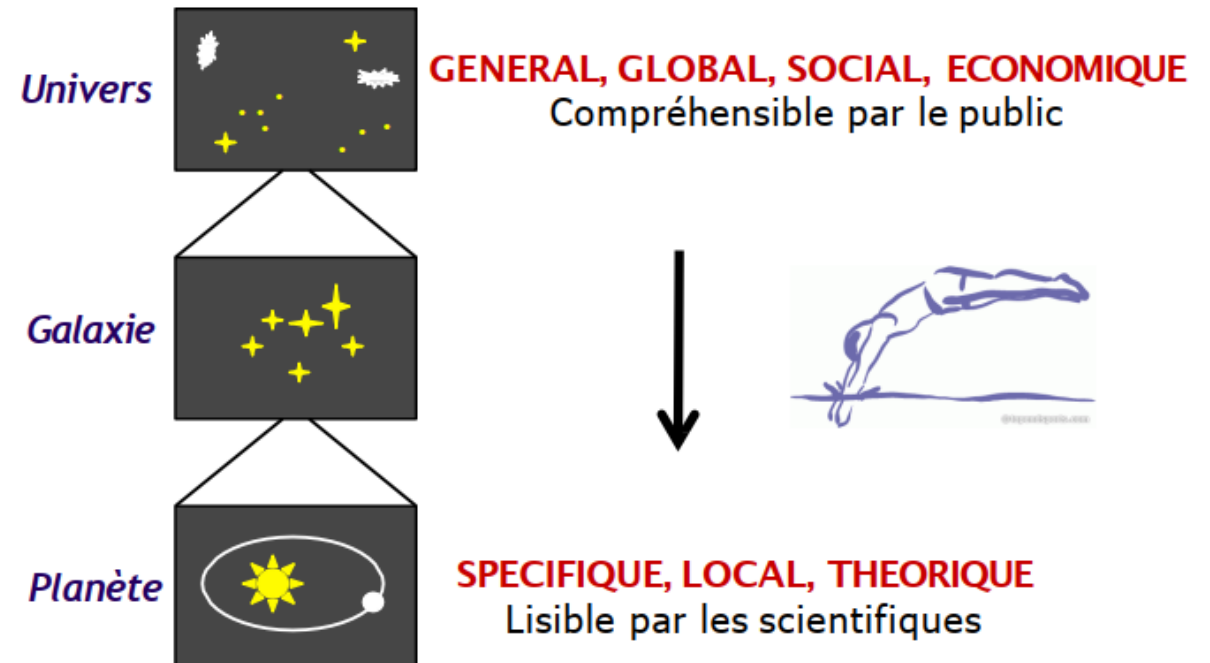 Univers
GENERAL, GLOBAL, SOCIAL, ECONOMIQUE
Compréhensible par le public
Galaxie
Planète
SPECIFIQUE, LOCAL, THEORIQUE
Lisible par les scientifiques